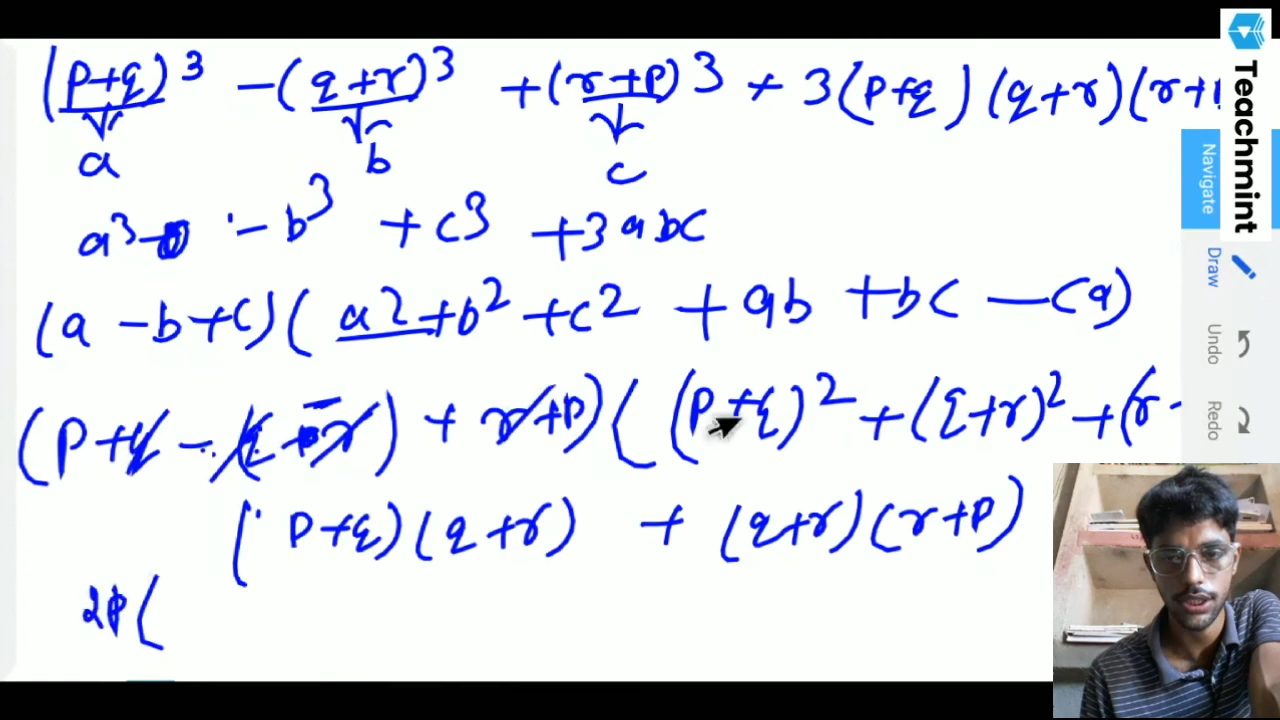 (p+q)³ -(q+r)³ +(r+p)³ + 3(p+q)(q+r)(r+
a b c
a³ - b³ + c³ +3abc
(a -b+c)(a2+b² +c2 +ab +bc -ca)
(p+q - (q+r) + r+p)((p+q)² +(q+r)² +(r
(p+q)(q+r) + (q+r)(r+p)
2p(
Teachmint
Navigate
Draw
Undo
Redo